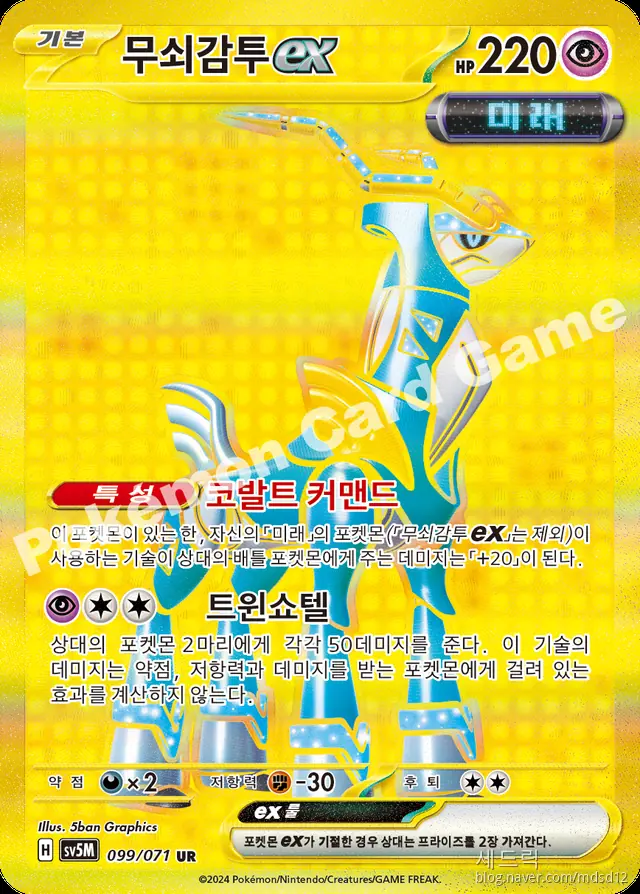 기본 무쇠감투 ex HP 220
미래
Pokémon Card Game
특성 코발트 커맨드
이 포켓몬이 있는 한, 자신의 「미래」의 포켓몬(「무쇠감투 ex」는 제외)이
사용하는 기술이 상대의 배틀 포켓몬에게 주는 데미지는 「+20」이 된다.
트윈쇼텔
상대의 포켓몬 2마리에게 각각 50데미지를 준다. 이 기술의
데미지는 약점, 저항력과 데미지를 받는 포켓몬에게 걸려 있는
효과를 계산하지 않는다.
약점 ×2 저항력 -30 후퇴
ex 룰
포켓몬 ex가 기절한 경우 상대는 프라이즈를 2장 가져간다.
Illus. 5ban Graphics
H sv5M 099/071 UR
©2024 Pokémon/Nintendo/Creatures/GAME FREAK.
세드릭
blog.naver.com/mdsd12